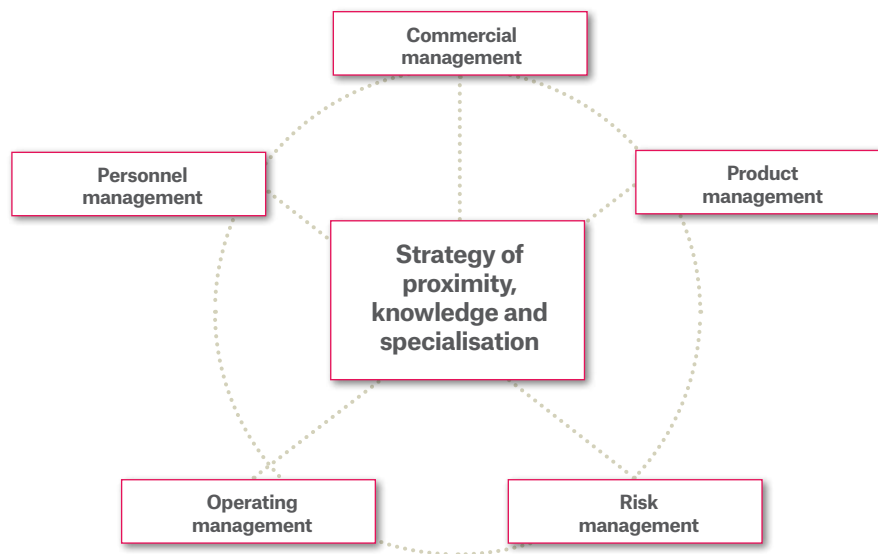 Commercial
management
Personnel
management
Product
management
Strategy of
proximity,
knowledge and
specialisation
Operating
management
Risk
management